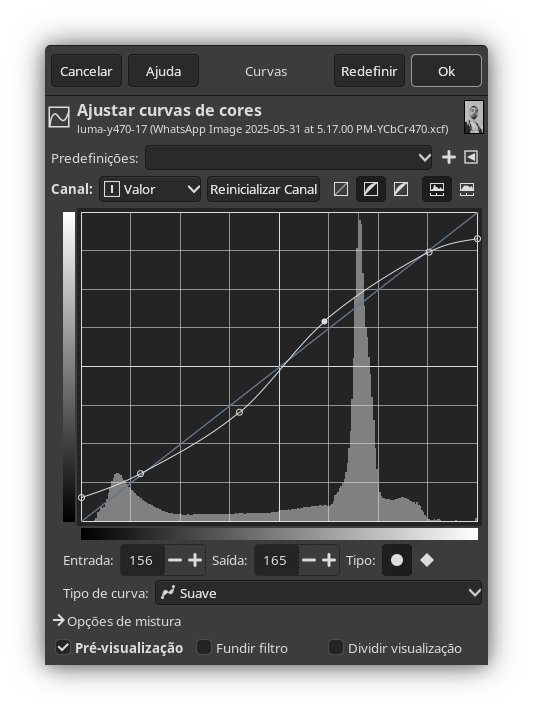 Cancelar Ajuda Curvas Redefinir Ok
Ajustar curvas de cores
luma-y470-17 (WhatsApp Image 2025-05-31 at 5.17.00 PM-YCbCr470.xcf)
Predefinições:
Canal: Valor Reinicializar Canal
Entrada: 156 Saída: 165 Tipo:
Tipo de curva: Suave
Opções de mistura
Pré-visualização Fundir filtro Dividir visualização